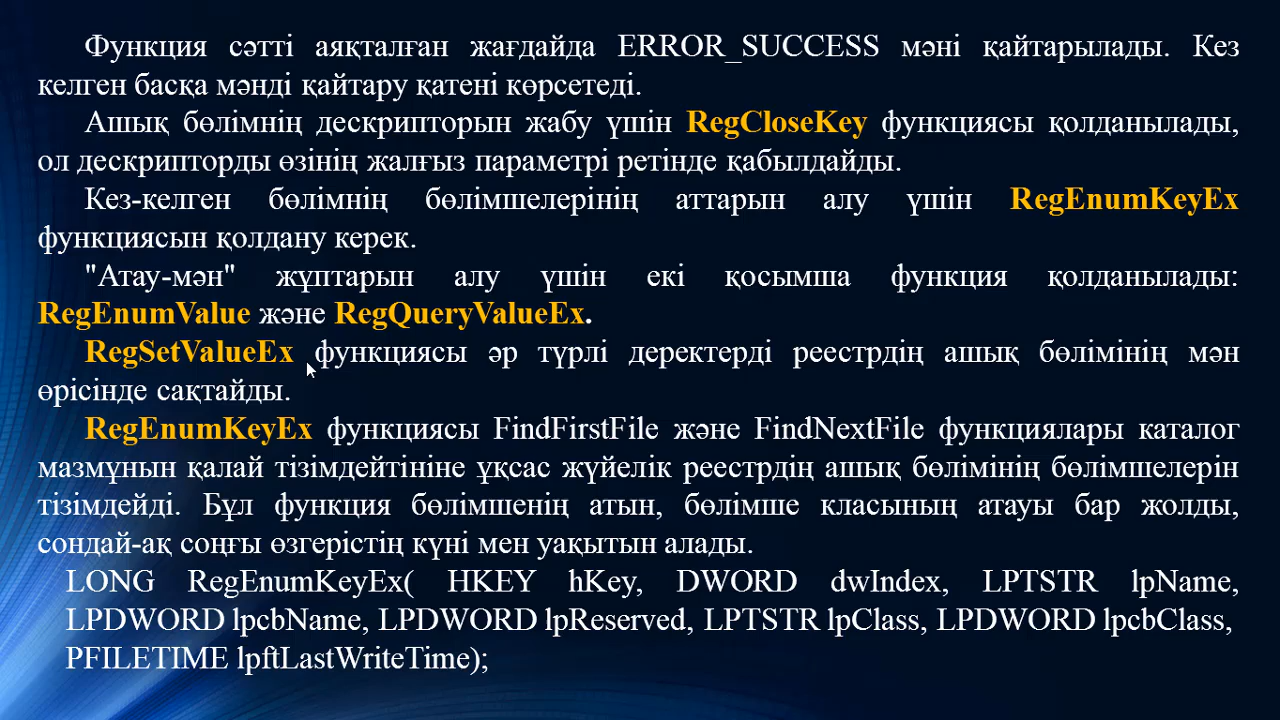 Функция сәтті аяқталған жағдайда ERROR_SUCCESS мәні қайтарылады. Кез
келген басқа мәнді қайтару қатені көрсетеді.
Ашық бөлімнің дескрипторын жабу үшін RegCloseKey функциясы қолданылады,
ол дескрипторды өзінің жалғыз параметрі ретінде қабылдайды.
Кез-келген бөлімнің бөлімшелерінің аттарын алу үшін RegEnumKeyEx
функциясын қолдану керек.
"Атау-мән" жұптарын алу үшін екі қосымша функция қолданылады:
RegEnumValue және RegQueryValueEx.
RegSetValueEx функциясы әр түрлі деректерді реестрдің ашық бөлімінің мән
өрісінде сақтайды.
RegEnumKeyEx функциясы FindFirstFile және FindNextFile функциялары каталог
мазмұнын қалай тізімдейтініне ұқсас жүйелік реестрдің ашық бөлімінің бөлімшелерін
тізімдейді. Бұл функция бөлімшенің атын, бөлімше класының атауы бар жолды,
сондай-ақ соңғы өзгерістің күні мен уақытын алады.
LONG RegEnumKeyEx( HKEY hKey, DWORD dwIndex, LPTSTR lpName,
LPDWORD lpcbName, LPDWORD lpReserved, LPTSTR lpClass, LPDWORD lpcbClass,
PFILETIME lpftLastWriteTime);